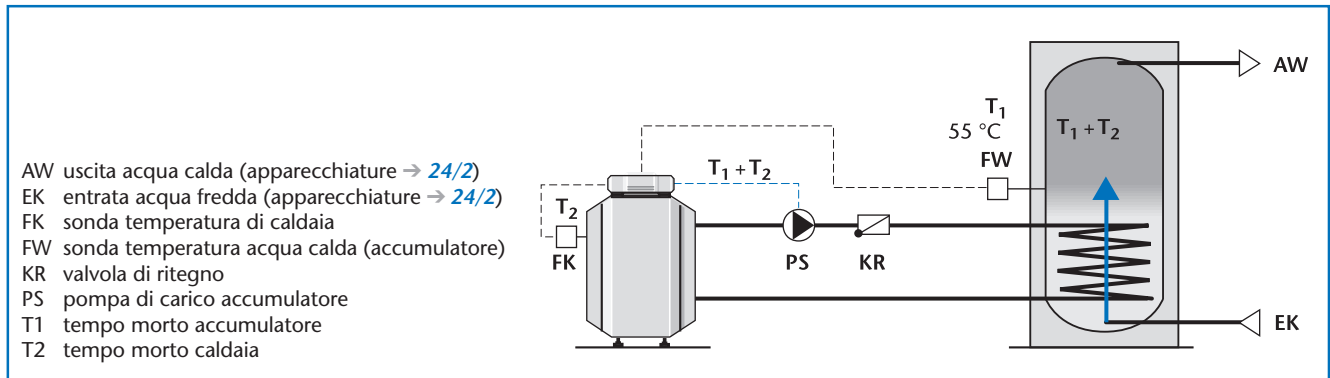 AW uscita acqua calda (apparecchiature → 24/2)
EK entrata acqua fredda (apparecchiature → 24/2)
FK sonda temperatura di caldaia
FW sonda temperatura acqua calda (accumulatore)
KR valvola di ritegno
PS pompa di carico accumulatore
T1 tempo morto accumulatore
T2 tempo morto caldaia
T₂
FK
T₁ + T₂
PS
KR
T₁
55 °C
FW
T₁ + T₂
AW
EK